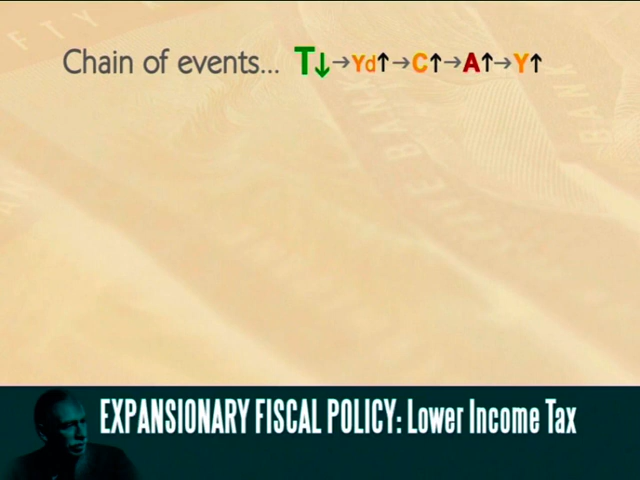 Chain of events... T↓→Yd↑→C↑→A↑→Y↑
EXPANSIONARY FISCAL POLICY: Lower Income Tax